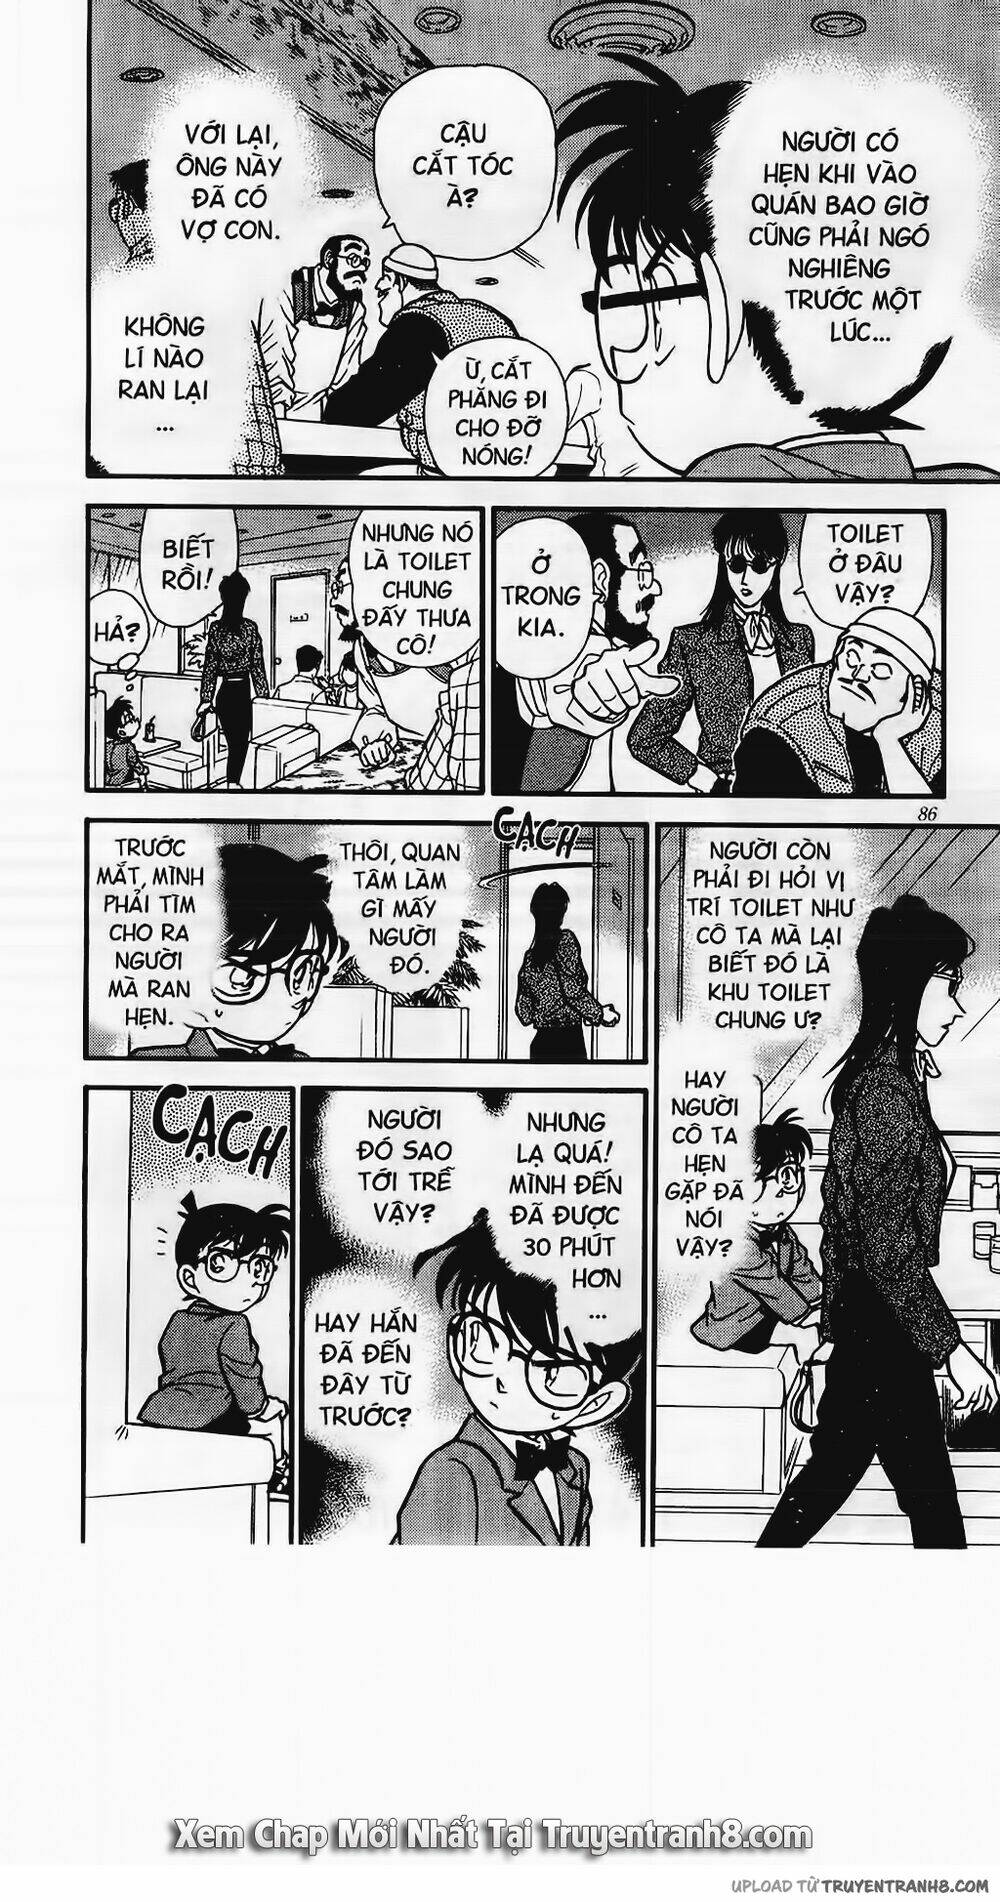 NGƯỜI CÓ
HẸN KHI VÀO
QUÁN BAO GIỜ
CŨNG PHẢI NGÓ
NGHIÊNG
TRƯỚC MỘT
LÚC...
CẬU
CẮT TÓC
À?
Ừ, CẮT
PHĂNG ĐI
CHO ĐỠ
NÓNG!
VỚI LẠI,
ÔNG NÀY
ĐÃ CÓ
VỢ CON.
KHÔNG
LÍ NÀO
RAN LẠI
...
TOILET
Ở ĐÂU
VẬY?
Ở
TRONG
KIA.
NHƯNG NÓ
LÀ TOILET
CHUNG
ĐẤY THƯA
CÔ!
BIẾT
RỒI!
HẢ?
86
NGƯỜI CÒN
PHẢI ĐI HỎI VỊ
TRÍ TOILET NHƯ
CÔ TA MÀ LẠI
BIẾT ĐÓ LÀ
KHU TOILET
CHUNG Ư?
HAY
NGƯỜI
CÔ TA
HẸN
GẶP ĐÃ
NÓI
VẬY?
CẠCH
THÔI, QUAN
TÂM LÀM
GÌ MẤY
NGƯỜI
ĐÓ.
TRƯỚC
MẮT, MÌNH
PHẢI TÌM
CHO RA
NGƯỜI
MÀ RAN
HẸN.
NHƯNG
LẠ QUÁ!
MÌNH ĐẾN
ĐÃ ĐƯỢC
30 PHÚT
HƠN
...
NGƯỜI
ĐÓ SAO
TỚI TRỄ
VẬY?
HAY HẮN
ĐÃ ĐẾN
ĐÂY TỪ
TRƯỚC?
CẠCH
Xem Chap Mới Nhất Tại Truyentranh8.com
UPLOAD TỪ TRUYENTRANH8.COM